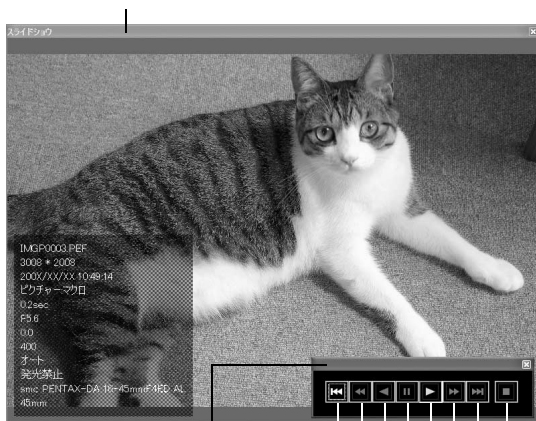 スライドショウ
IMGP0003.PEF
3008 * 2008
200X/XX/XX 10:49:14
ピクチャーマクロ
0.2sec
F5.6
0.0
400
オート
発光禁止
smc PENTAX-DA 16-45mmF4ED AL
45mm